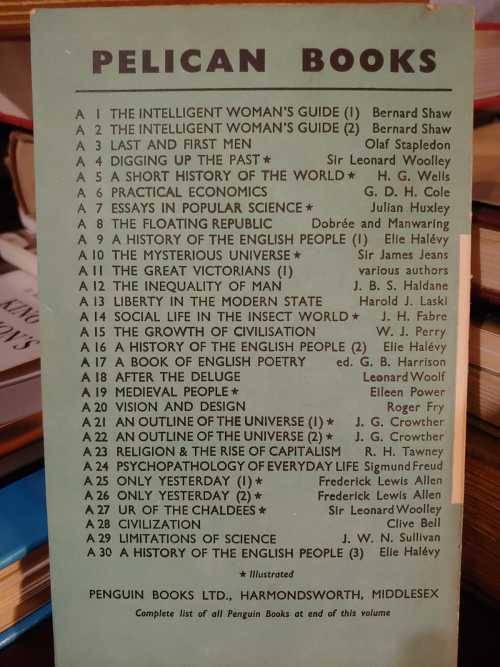 PELICAN BOOKS
A 1 THE INTELLIGENT WOMAN'S GUIDE (1) Bernard Shaw
A 2 THE INTELLIGENT WOMAN'S GUIDE (2) Bernard Shaw
A 3 LAST AND FIRST MEN Olaf Stapledon
A 4 DIGGING UP THE PAST★ Sir Leonard Woolley
A 5 A SHORT HISTORY OF THE WORLD★ H. G. Wells
A 6 PRACTICAL ECONOMICS G. D. H. Cole
A 7 ESSAYS IN POPULAR SCIENCE★ Julian Huxley
A 8 THE FLOATING REPUBLIC Dobrée and Manwaring
A 9 A HISTORY OF THE ENGLISH PEOPLE (1) Elie Halévy
A 10 THE MYSTERIOUS UNIVERSE★ Sir James Jeans
A 11 THE GREAT VICTORIANS (1) various authors
A 12 THE INEQUALITY OF MAN J. B. S. Haldane
A 13 LIBERTY IN THE MODERN STATE Harold J. Laski
A 14 SOCIAL LIFE IN THE INSECT WORLD★ J. H. Fabre
A 15 THE GROWTH OF CIVILISATION W. J. Perry
A 16 A HISTORY OF THE ENGLISH PEOPLE (2) Elie Halévy
A 17 A BOOK OF ENGLISH POETRY ed. G. B. Harrison
A 18 AFTER THE DELUGE Leonard Woolf
A 19 MEDIEVAL PEOPLE★ Eileen Power
A 20 VISION AND DESIGN Roger Fry
A 21 AN OUTLINE OF THE UNIVERSE (1)★ J. G. Crowther
A 22 AN OUTLINE OF THE UNIVERSE (2)★ J. G. Crowther
A 23 RELIGION & THE RISE OF CAPITALISM R. H. Tawney
A 24 PSYCHOPATHOLOGY OF EVERYDAY LIFE Sigmund Freud
A 25 ONLY YESTERDAY (1)★ Frederick Lewis Allen
A 26 ONLY YESTERDAY (2)★ Frederick Lewis Allen
A 27 UR OF THE CHALDEES★ Sir Leonard Woolley
A 28 CIVILIZATION Clive Bell
A 29 LIMITATIONS OF SCIENCE J. W. N. Sullivan
A 30 A HISTORY OF THE ENGLISH PEOPLE (3) Elie Halévy
★ Illustrated
PENGUIN BOOKS LTD., HARMONDSWORTH, MIDDLESEX
Complete list of all Penguin Books at end of this volume